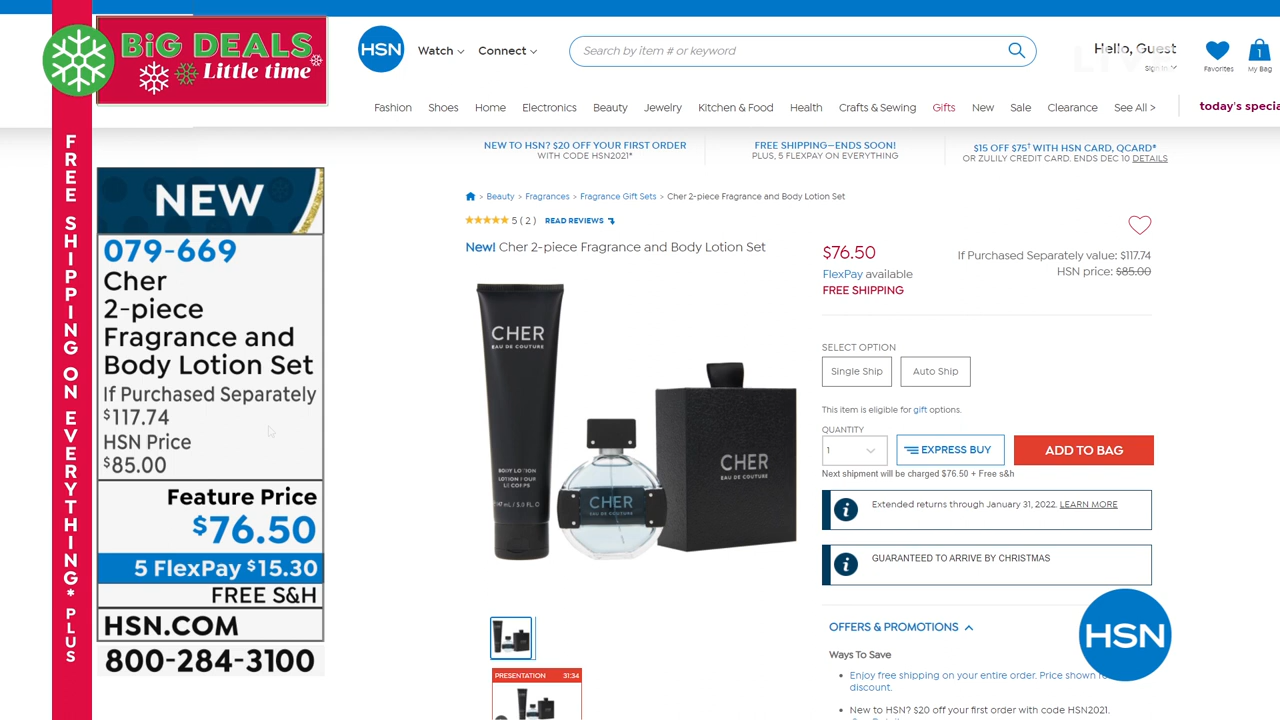 BiG DEALS
Little time
FREE SHIPPING ON EVERYTHING* PLUS
NEW
079-669
Cher
2-piece
Fragrance and
Body Lotion Set
If Purchased Separately
$117.74
HSN Price
$85.00
Feature Price
$76.50
5 FlexPay $15.30
FREE S&H
HSN.COM
800-284-3100
HSN
Watch
Connect
Search by item # or keyword
Hello, Guest
Sign In
LIVE
Favorites
1
My Bag
Fashion Shoes Home Electronics Beauty Jewelry Kitchen & Food Health Crafts & Sewing Gifts New Sale Clearance See All >
today's specia
NEW TO HSN? $20 OFF YOUR FIRST ORDER
WITH CODE HSN2021*
FREE SHIPPING—ENDS SOON!
PLUS, 5 FLEXPAY ON EVERYTHING
$15 OFF $75† WITH HSN CARD, QCARD®
OR ZULILY CREDIT CARD. ENDS DEC 10 DETAILS
> Beauty > Fragrances > Fragrance Gift Sets > Cher 2-piece Fragrance and Body Lotion Set
5 ( 2 ) READ REVIEWS
New! Cher 2-piece Fragrance and Body Lotion Set
CHER
EAU DE COUTURE
BODY LOTION
LOTION POUR
LE CORPS
CHER
EAU DE COUTURE
CHER
EAU DE COUTURE
PRESENTATION 31:34
$76.50
If Purchased Separately value: $117.74
HSN price: $85.00
FlexPay available
FREE SHIPPING
SELECT OPTION
Single Ship
Auto Ship
This item is eligible for gift options.
QUANTITY
1
EXPRESS BUY
ADD TO BAG
Next shipment will be charged $76.50 + Free s&h
Extended returns through January 31, 2022. LEARN MORE
GUARANTEED TO ARRIVE BY CHRISTMAS
OFFERS & PROMOTIONS
Ways To Save
Enjoy free shipping on your entire order. Price shown
discount.
New to HSN? $20 off your first order with code HSN2021.
HSN